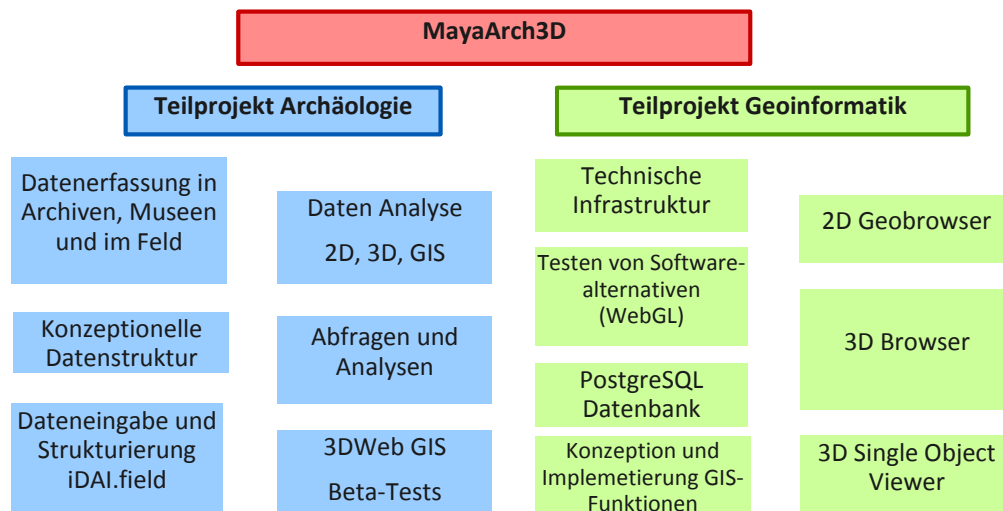 MayaArch3D
Teilprojekt Archäologie
Datenerfassung in
Archiven, Museen
und im Feld
Konzeptionelle
Datenstruktur
Dateneingabe und
Strukturierung
iDAI.field
Daten Analyse
2D, 3D, GIS
Abfragen und
Analysen
3DWeb GIS
Beta-Tests
Teilprojekt Geoinformatik
Technische
Infrastruktur
Testen von Software-
alternativen
(WebGL)
PostgreSQL
Datenbank
Konzeption und
Implemetierung GIS-
Funktionen
2D Geobrowser
3D Browser
3D Single Object
Viewer